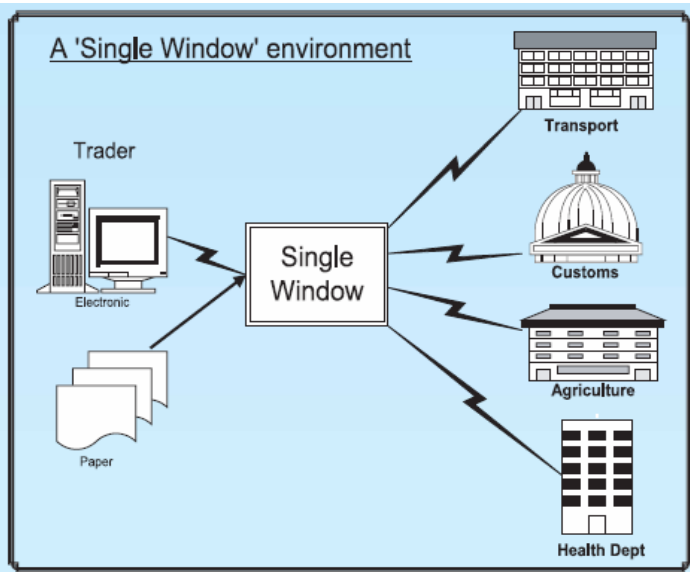 A 'Single Window' environment
Transport
Trader
Customs
Electronic
Single
Window
Agriculture
Paper
Health Dept